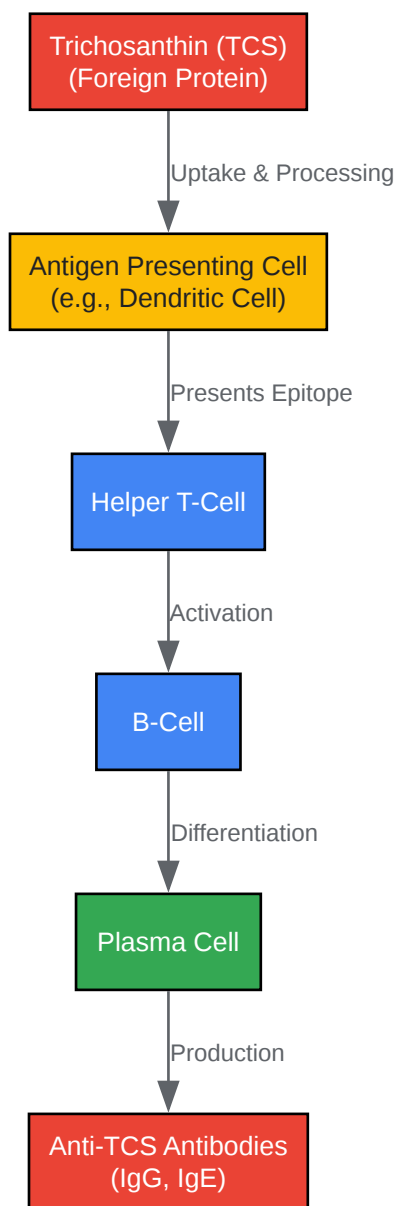 Trichosanthin (TCS)
(Foreign Protein)
Uptake & Processing
Antigen Presenting Cell
(e.g., Dendritic Cell)
Presents Epitope
Helper T-Cell
Activation
B-Cell
Differentiation
Plasma Cell
Production
Anti-TCS Antibodies
(IgG, IgE)